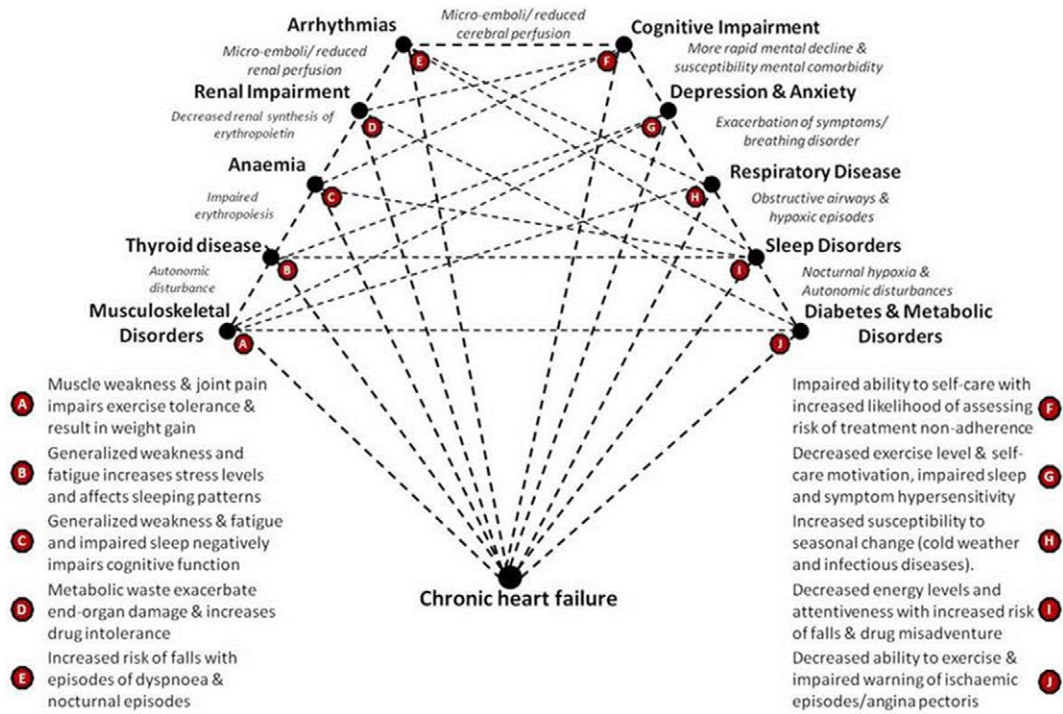 Arrhythmias
Micro-emboli/ reduced
cerebral perfusion
Cognitive Impairment
Micro-emboli/ reduced
renal perfusion
E
F
More rapid mental decline &
susceptibility mental comorbidity
Renal Impairment
Depression & Anxiety
Decreased renal synthesis of
erythropoietin
D
G
Exacerbation of symptoms/
breathing disorder
Anaemia
Respiratory Disease
Impaired
erythropoiesis
C
H
Obstructive airways &
hypoxic episodes
Thyroid disease
Sleep Disorders
Autonomic
disturbance
B
I
Nocturnal hypoxia &
Autonomic disturbances
Musculoskeletal
Disorders
Diabetes & Metabolic
Disorders
A
J
Chronic heart failure
A
Muscle weakness & joint pain
impairs exercise tolerance &
result in weight gain
B
Generalized weakness and
fatigue increases stress levels
and affects sleeping patterns
C
Generalized weakness & fatigue
and impaired sleep negatively
impairs cognitive function
D
Metabolic waste exacerbate
end-organ damage & increases
drug intolerance
E
Increased risk of falls with
episodes of dyspnoea &
nocturnal episodes
Impaired ability to self-care with
increased likelihood of assessing
risk of treatment non-adherence
F
Decreased exercise level & self-
care motivation, impaired sleep
and symptom hypersensitivity
G
Increased susceptibility to
seasonal change (cold weather
and infectious diseases).
H
Decreased energy levels and
attentiveness with increased risk
of falls & drug misadventure
I
Decreased ability to exercise &
impaired warning of ischaemic
episodes/angina pectoris
J